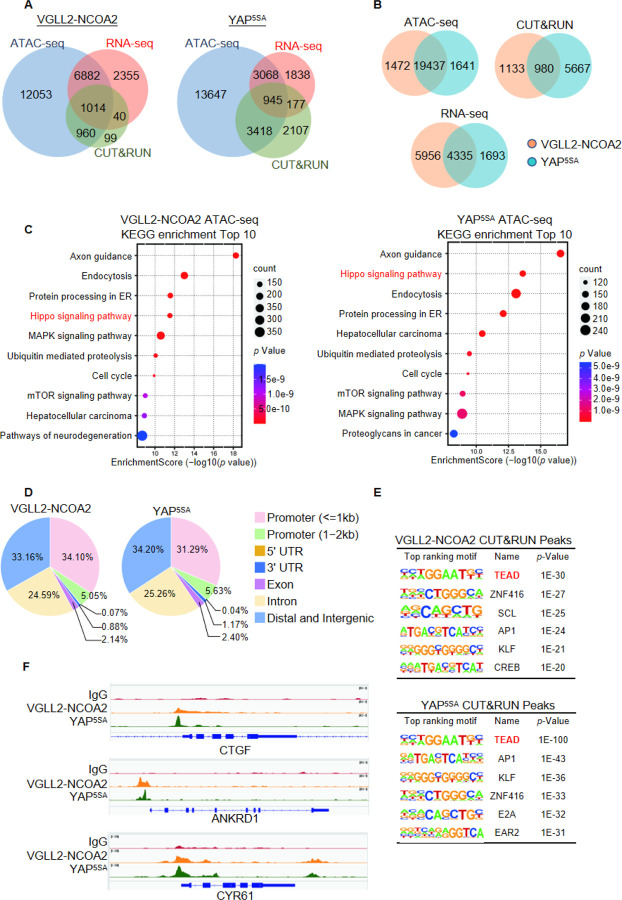 A
VGLL2-NCOA2
ATAC-seq
RNA-seq
12053
6882
2355
1014
40
960
99
CUT&RUN
YAP5SA
ATAC-seq
RNA-seq
13647
3068
1838
945
177
3418
2107
CUT&RUN
B
ATAC-seq
1472 19437 1641
CUT&RUN
1133 980 5667
RNA-seq
5956 4335 1693
VGLL2-NCOA2
YAP5SA
C
VGLL2-NCOA2 ATAC-seq
KEGG enrichment Top 10
Axon guidance
Endocytosis
Protein processing in ER
Hippo signaling pathway
MAPK signaling pathway
Ubiquitin mediated proteolysis
Cell cycle
mTOR signaling pathway
Hepatocellular carcinoma
Pathways of neurodegeneration
10 12 14 16 18
EnrichmentScore (−log10(p value))
count
150
200
350
300
350
p Value
1.5e-9
1.0e-9
5.0e-10
YAP5SA ATAC-seq
KEGG enrichment Top 10
Axon guidance
Hippo signaling pathway
Endocytosis
Protein processing in ER
Hepatocellular carcinoma
Ubiquitin mediated proteolysis
Cell cycle
mTOR signaling pathway
MAPK signaling pathway
Proteoglycans in cancer
10.0 12.5 15.0
EnrichmentScore (−log10(p value))
count
120
150
180
210
240
p Value
5.0e-9
4.0e-9
3.0e-9
2.0e-9
1.0e-9
D
VGLL2-NCOA2
33.16%
34.10%
24.59%
5.05%
0.07%
0.88%
2.14%
YAP5SA
34.20%
31.29%
25.26%
5.63%
0.04%
1.17%
2.40%
Promoter (<=1kb)
Promoter (1−2kb)
5' UTR
3' UTR
Exon
Intron
Distal and Intergenic
E
VGLL2-NCOA2 CUT&RUN Peaks
Top ranking motif Name p-Value
TEAD 1E-30
ZNF416 1E-27
SCL 1E-25
AP1 1E-24
KLF 1E-21
CREB 1E-20
YAP5SA CUT&RUN Peaks
Top ranking motif Name p-Value
TEAD 1E-100
AP1 1E-43
KLF 1E-36
ZNF416 1E-33
E2A 1E-32
EAR2 1E-31
F
IgG
VGLL2-NCOA2
YAP5SA
CTGF
IgG
VGLL2-NCOA2
YAP5SA
ANKRD1
IgG
VGLL2-NCOA2
YAP5SA
CYR61